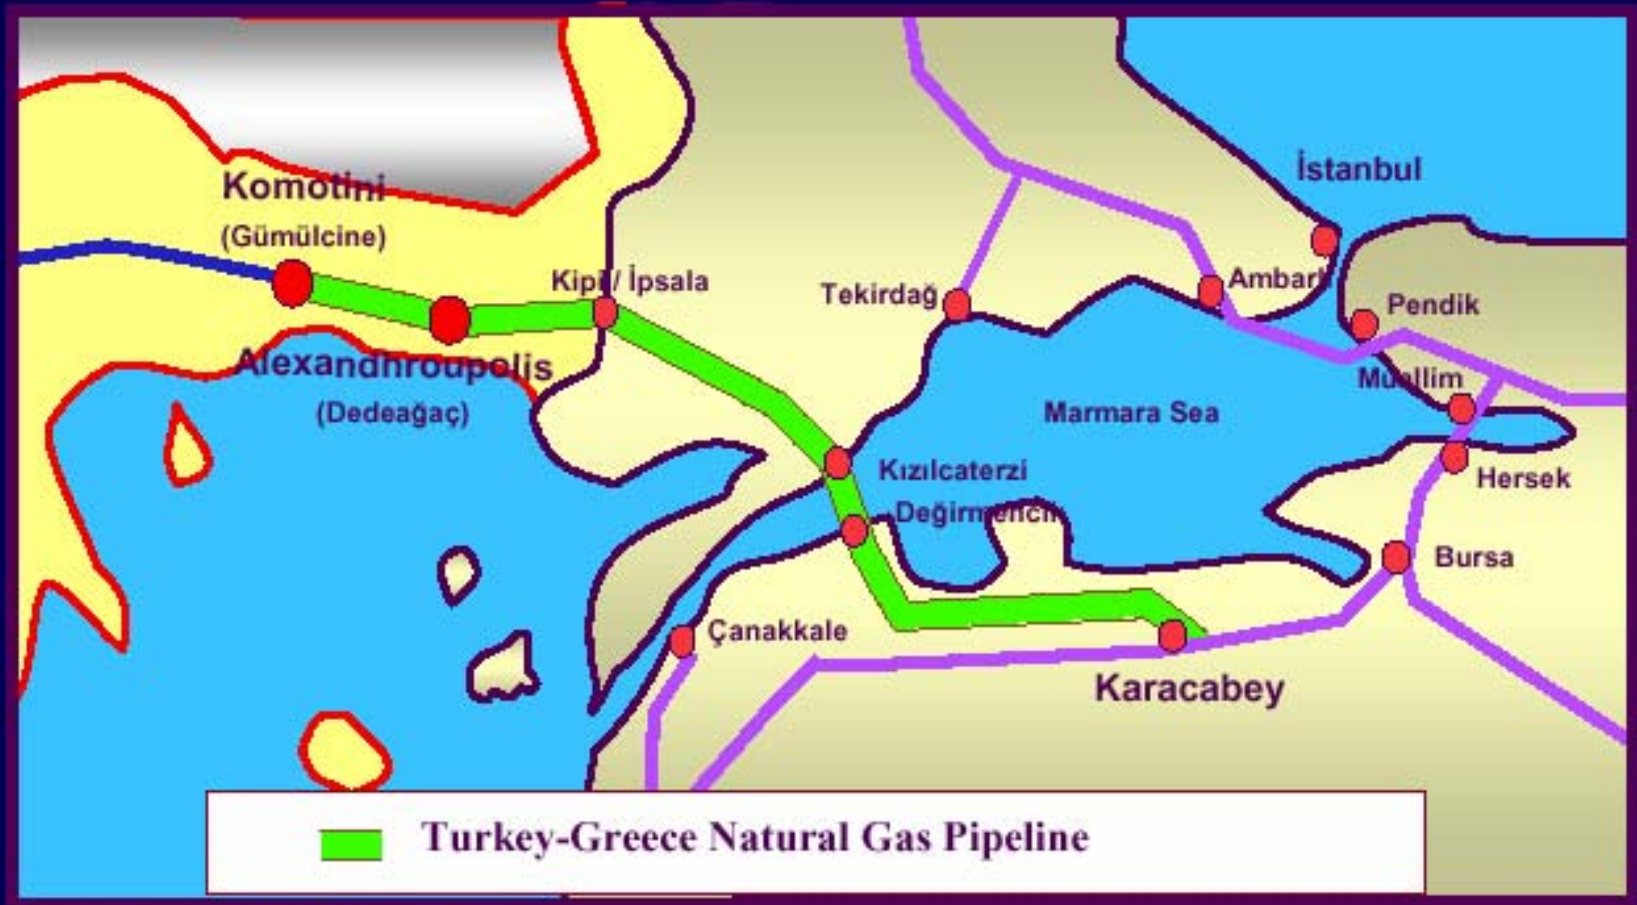 İstanbul
Komotini
(Gümülcine)
Kipi / İpsala
Tekirdağ
Ambarlı
Pendik
Alexandhroupolis
(Dedeağaç)
Muallim
Marmara Sea
Kızılcaterzi
Hersek
Değirmencik
Bursa
Çanakkale
Karacabey
Turkey-Greece Natural Gas Pipeline